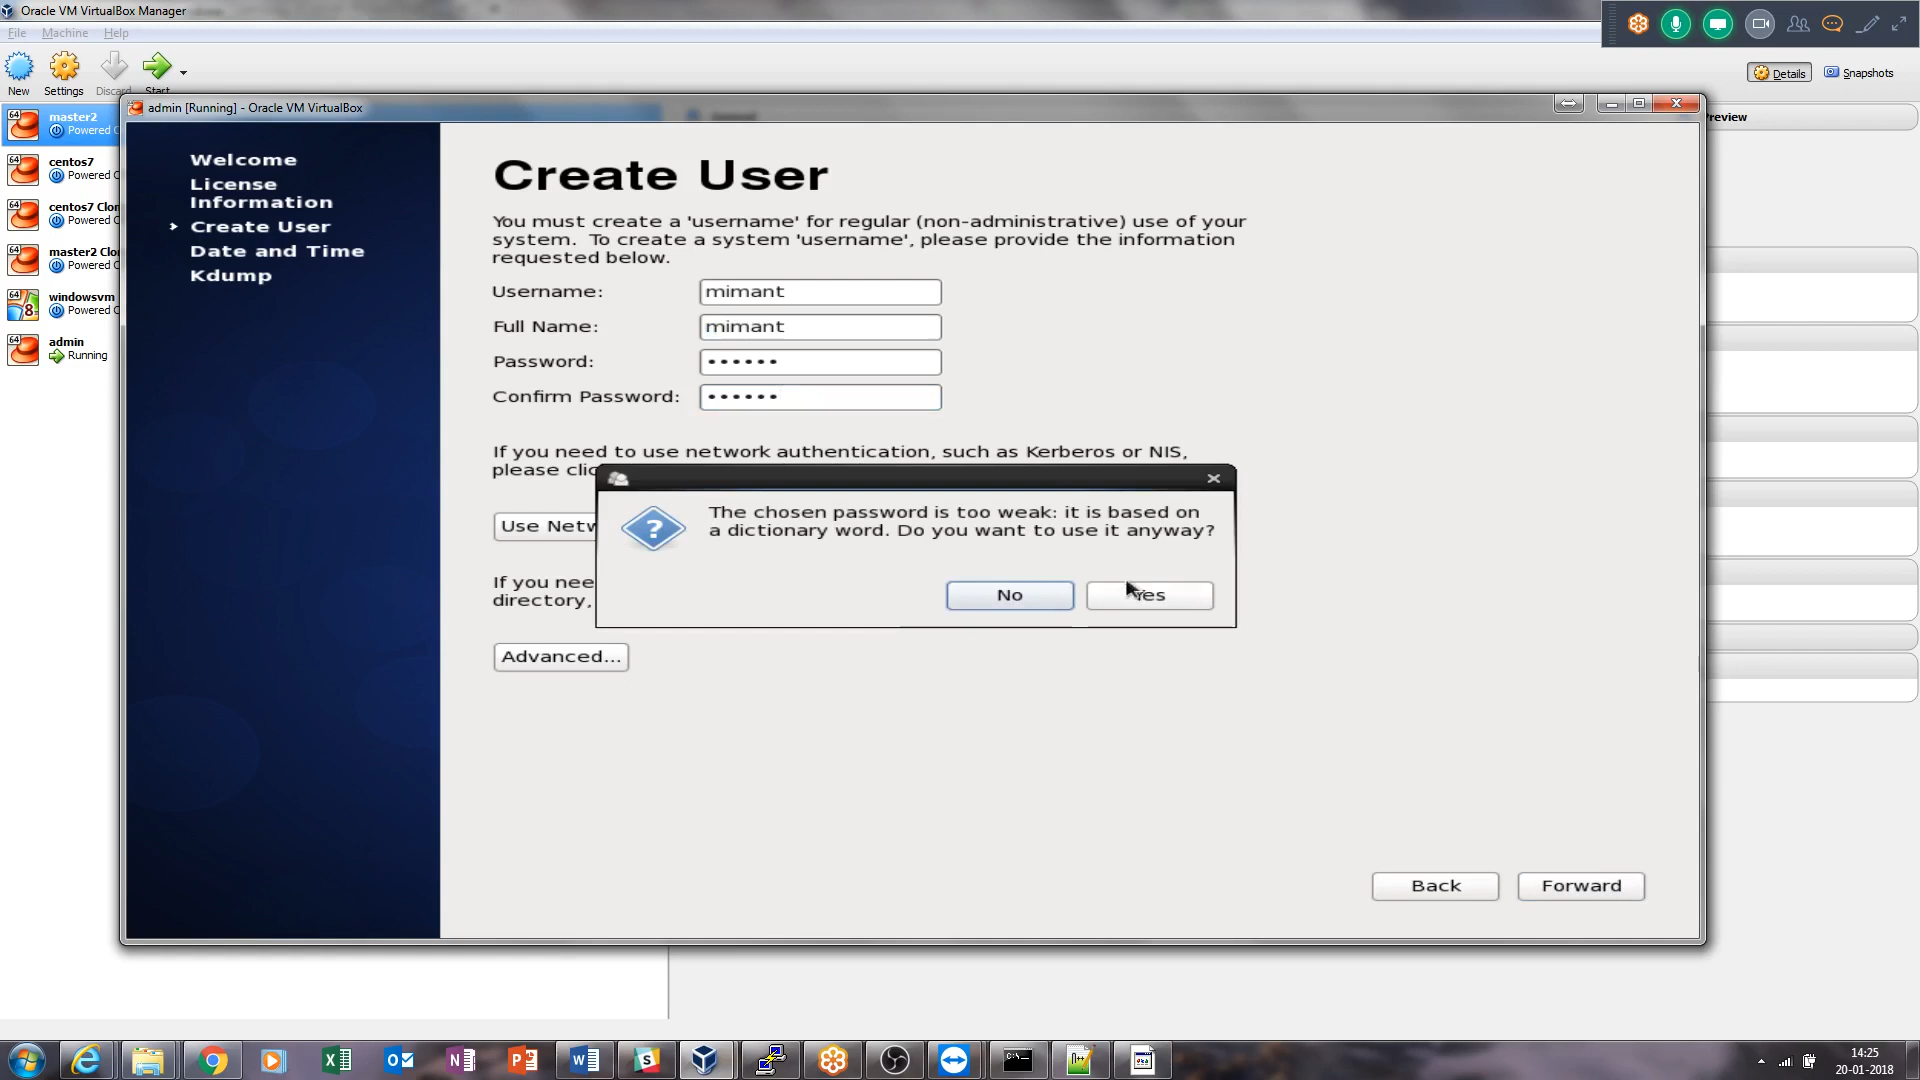 Oracle VM VirtualBox Manager
File Machine Help
New Settings Discard Start
Details Snapshots
master2
Powered
centos7
Powered
centos7 Clo
Powered
master2 Clo
Powered
windowsvm
Powered
admin
Running
Preview
admin [Running] - Oracle VM VirtualBox
Welcome
License
Information
Create User
Date and Time
Kdump
Create User
You must create a 'username' for regular (non-administrative) use of your
system. To create a system 'username', please provide the information
requested below.
Username: mimant
Full Name: mimant
Password: ••••••
Confirm Password: ••••••
If you need to use network authentication, such as Kerberos or NIS,
please clic
Use Netw
If you nee
directory,
Advanced...
The chosen password is too weak: it is based on
a dictionary word. Do you want to use it anyway?
No Yes
Back Forward
14:25
20-01-2018